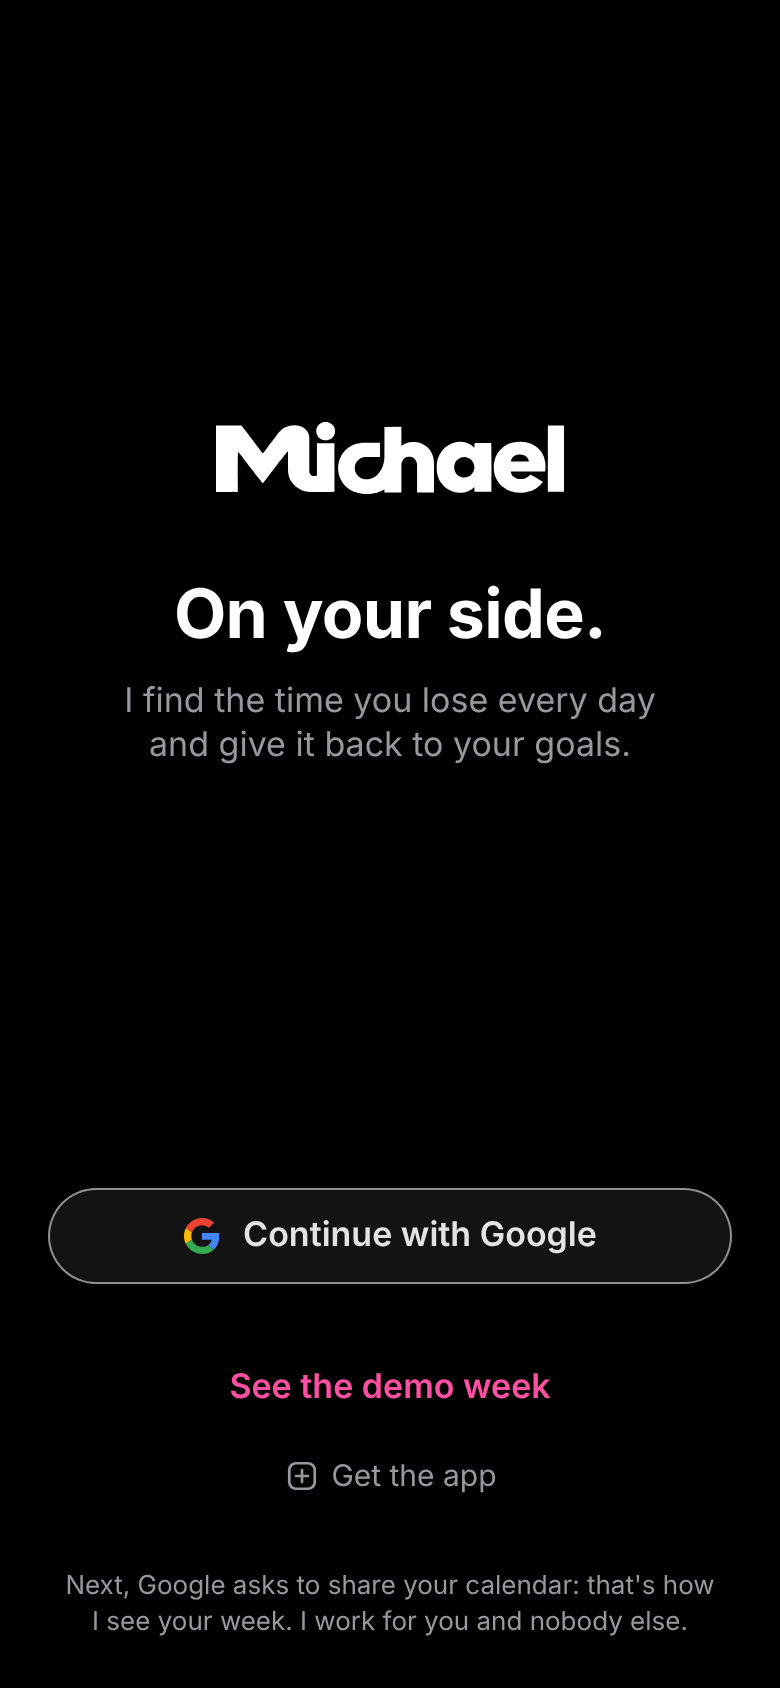 Michael
On your side.
I find the time you lose every day
and give it back to your goals.
Continue with Google
See the demo week
Get the app
Next, Google asks to share your calendar: that's how
I see your week. I work for you and nobody else.